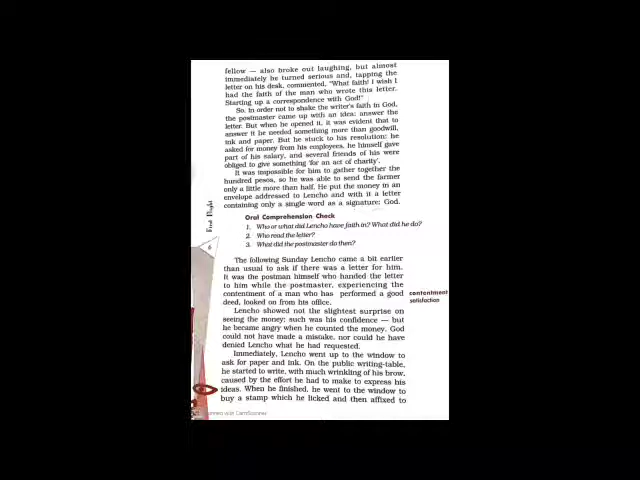 fellow — also broke out laughing, but almost
immediately he turned serious and, tapping the
letter on his desk, commented, "What faith! I wish I
had the faith of the man who wrote this letter.
Starting up a correspondence with God!"
So, in order not to shake the writer's faith in God,
the postmaster came up with an idea: answer the
letter. But when he opened it, it was evident that to
answer it he needed something more than goodwill,
ink and paper. But he stuck to his resolution: he
asked for money from his employees, he himself gave
part of his salary, and several friends of his were
obliged to give something 'for an act of charity'.
It was impossible for him to gather together the
hundred pesos, so he was able to send the farmer
only a little more than half. He put the money in an
envelope addressed to Lencho and with it a letter
containing only a single word as a signature: God.
First Flight
6
Oral Comprehension Check
1. Who or what did Lencho have faith in? What did he do?
2. Who read the letter?
3. What did the postmaster do then?
The following Sunday Lencho came a bit earlier
than usual to ask if there was a letter for him.
It was the postman himself who handed the letter
to him while the postmaster, experiencing the
contentment of a man who has performed a good
deed, looked on from his office.
contentment
satisfaction
Lencho showed not the slightest surprise on
seeing the money; such was his confidence — but
he became angry when he counted the money. God
could not have made a mistake, nor could he have
denied Lencho what he had requested.
Immediately, Lencho went up to the window to
ask for paper and ink. On the public writing-table,
he started to write, with much wrinkling of his brow,
caused by the effort he had to make to express his
ideas. When he finished, he went to the window to
buy a stamp which he licked and then affixed to
Scanned with CamScanner